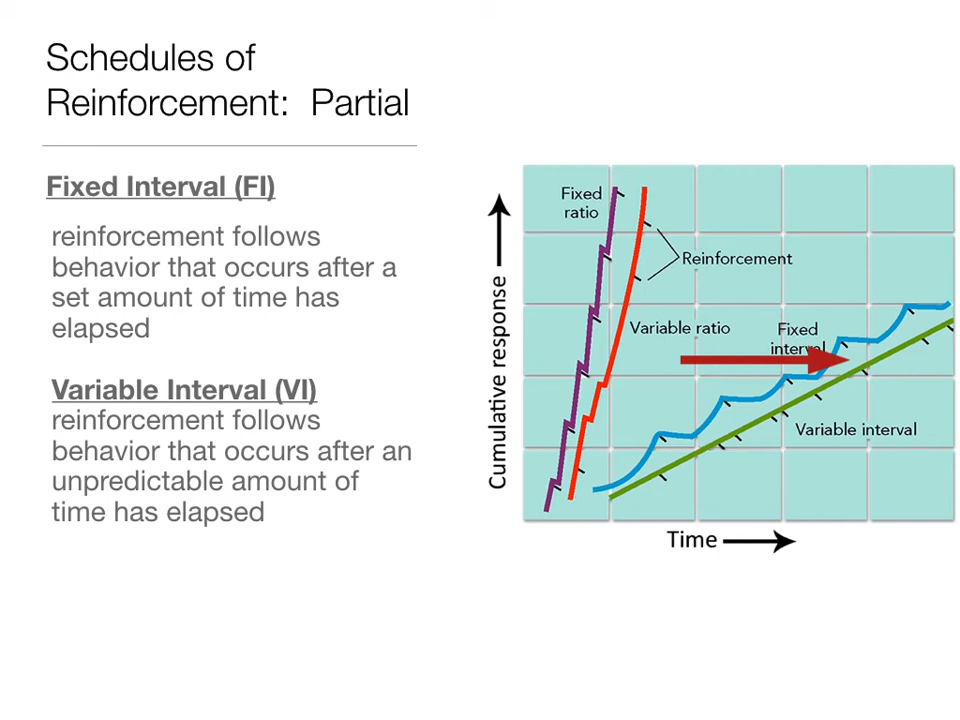 Schedules of
Reinforcement: Partial
Fixed Interval (FI)
reinforcement follows
behavior that occurs after a
set amount of time has
elapsed
Variable Interval (VI)
reinforcement follows
behavior that occurs after an
unpredictable amount of
time has elapsed
Cumulative response
Fixed
ratio
Reinforcement
Variable ratio
Fixed
interval
Variable interval
Time